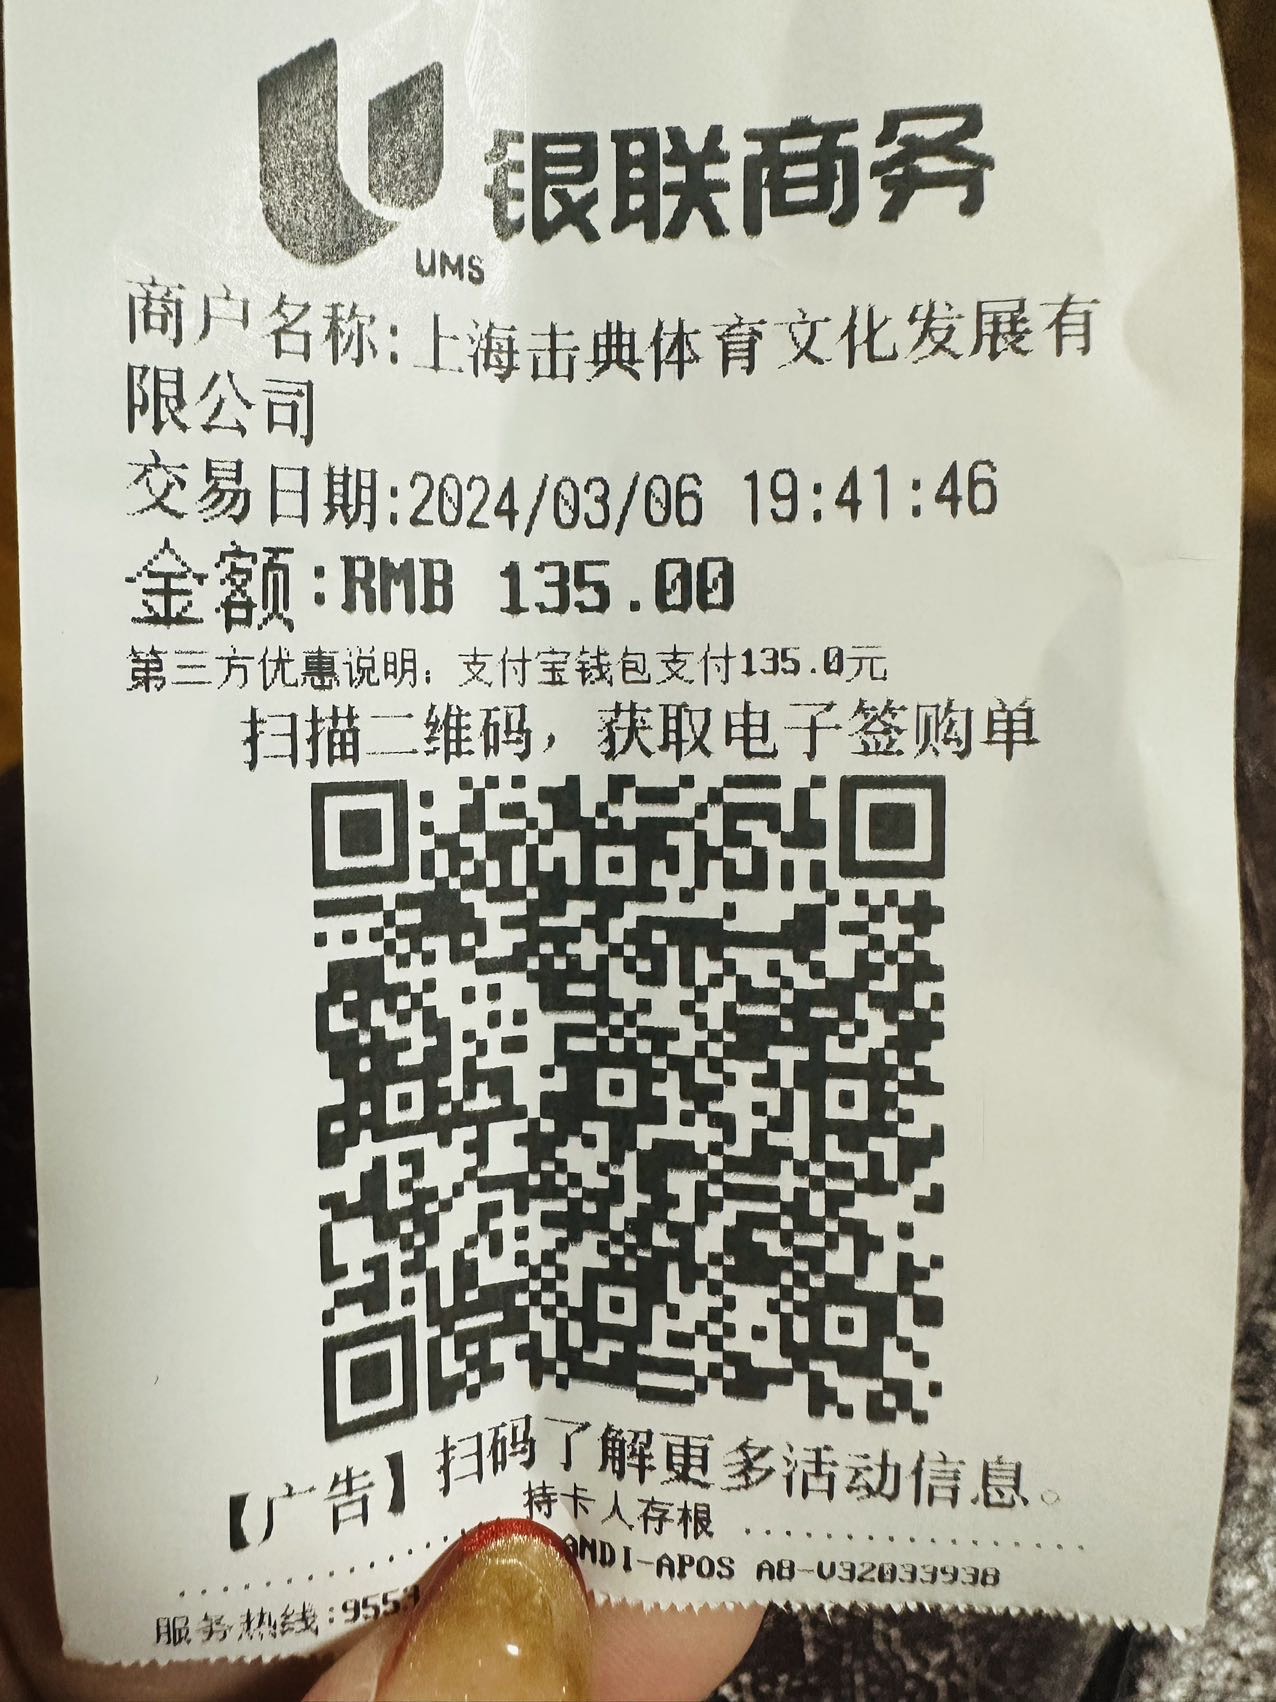 银联商务
UMS
商户名称:上海击典体育文化发展有
限公司
交易日期:2024/03/06 19:41:46
金额:RMB 135.00
第三方优惠说明: 支付宝钱包支付135.0元
扫描二维码, 获取电子签购单
【广告】扫码了解更多活动信息。
持卡人存根
ANDI-APOS A8-V32033938
服务热线:9553